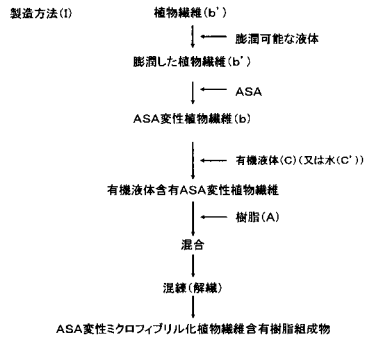 製造方法(I)
植物繊維(b')
膨潤可能な液体
膨潤した植物繊維(b')
ASA
ASA変性植物繊維(b)
有機液体(C)(又は水(C'))
有機液体含有ASA変性植物繊維
樹脂(A)
混合
混練(解繊)
ASA変性ミクロフィブリル化植物繊維含有樹脂組成物